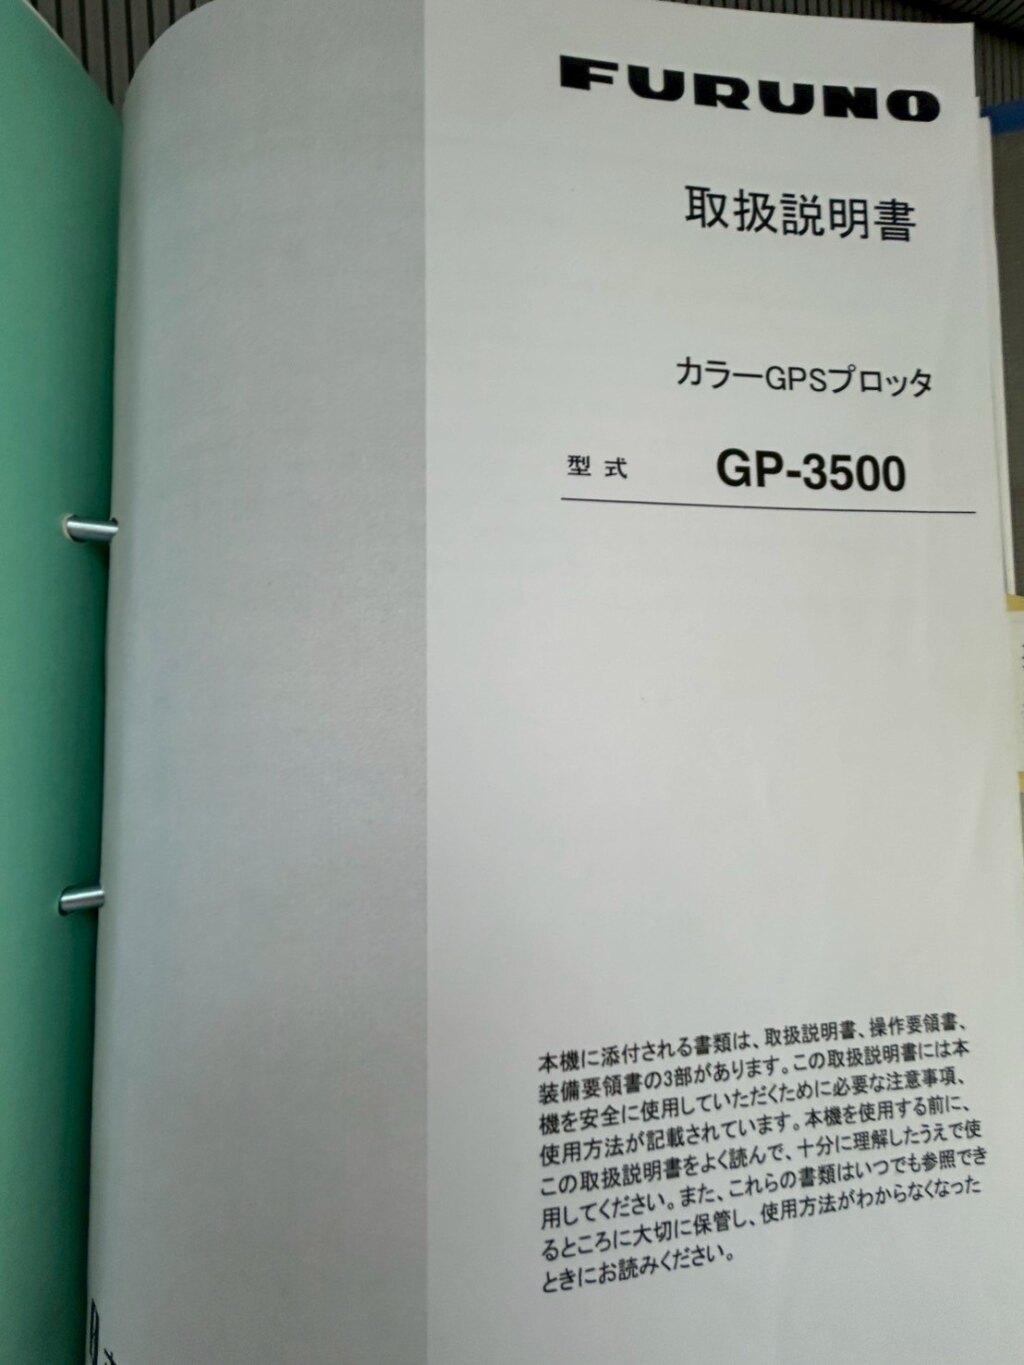 FURUNO
取扱説明書
カラーGPSプロッタ
型式 GP-3500
本機に添付される書類は、取扱説明書、操作要領書、
装備要領書の3部があります。この取扱説明書には本
機を安全に使用していただくために必要な注意事項、
使用方法が記載されています。本機を使用する前に、
この取扱説明書をよく読んで、十分に理解したうえで使
用してください。また、これらの書類はいつでも参照でき
るところに大切に保管し、使用方法がわからなくなった
ときにお読みください。